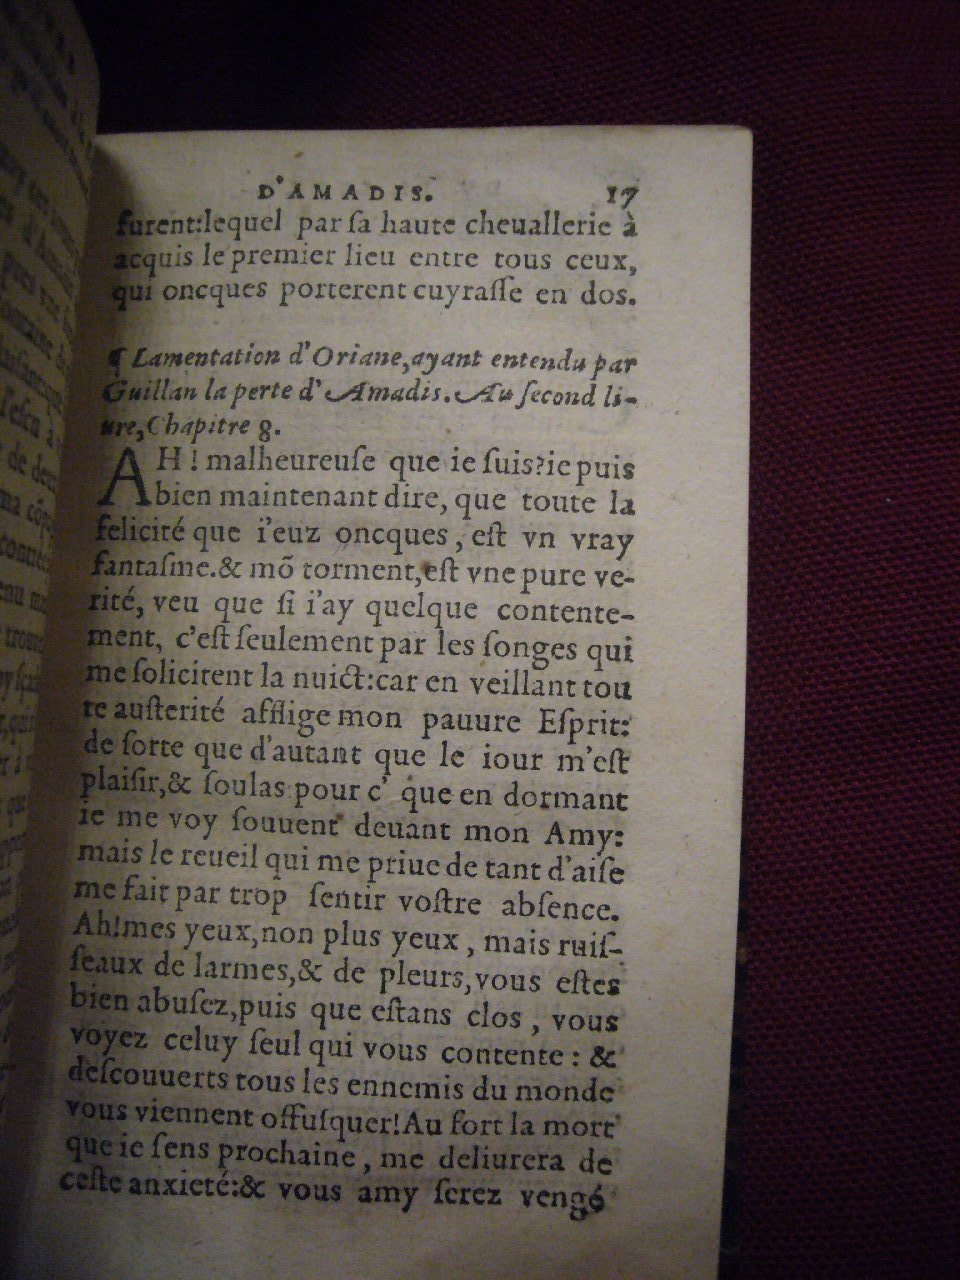 D'AMADIS. 17
furent:lequel par ſa haute cheuallerie à
acquis le premier lieu entre tous ceux,
qui oncques porterent cuyraſſe en dos.
¶ Lamentation d'Oriane,ayant entendu par
Guillan la perte d'Amadis. Au ſecond li-
ure,Chapitre 8.
AH! malheureuſe que ie ſuis?ie puis
bien maintenant dire, que toute la
felicité que i'euz oncques, eſt vn vray
fantaſme.& mõ torment,eſt vne pure ve-
rité, veu que ſi i'ay quelque contente-
ment, c'eſt ſeulement par les ſonges qui
me ſolicitent la nuict:car en veillant tou
te auſterité afflige mon pauure Eſprit:
de ſorte que d'autant que le iour m'eſt
plaiſir,& ſoulas pour c' que en dormant
ie me voy ſouuent deuant mon Amy:
mais le reueil qui me priue de tant d'aiſe
me fait par trop ſentir voſtre abſence.
Ah!mes yeux,non plus yeux, mais ruiſ-
ſeaux de larmes,& de pleurs,vous eſtes
bien abuſez,puis que eſtans clos, vous
voyez celuy ſeul qui vous contente: &
deſcouuerts tous les ennemis du monde
vous viennent offuſquer!Au fort la mort
que ie ſens prochaine, me deliurera de
ceſte anxieté:& vous amy ſerez vengé